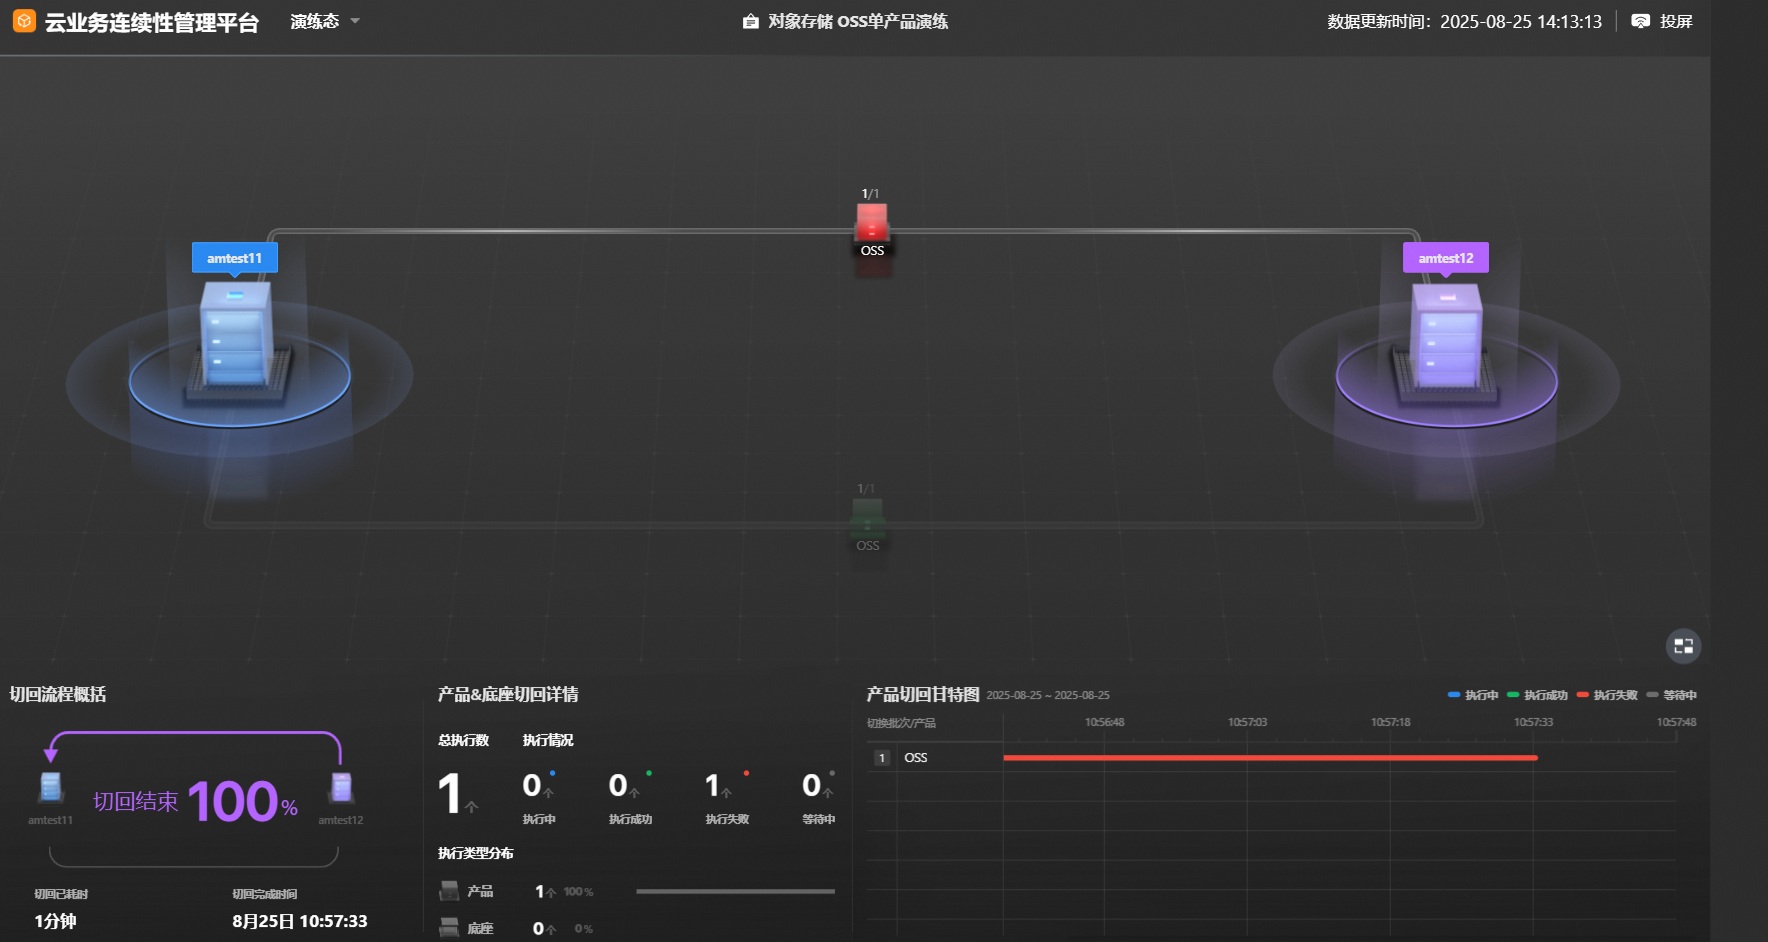 云业务连续性管理平台 演练态 对象存储 OSS单产品演练 数据更新时间：2025-08-25 14:13:13 投屏
1/1
OSS
amtest11
amtest12
1/1
OSS
切回流程概括
切回结束 100%
amtest11
amtest12
切回已耗时
1分钟
切回完成时间
8月25日 10:57:33
产品&底座切回详情
总执行数
1个
执行情况
0个 0个 1个 0个
执行中 执行成功 执行失败 等待中
执行类型分布
产品 1个 100%
底座 0个 0%
产品切回甘特图 2025-08-25 ~ 2025-08-25
执行中 执行成功 执行失败 等待中
切换批次/产品 10:56:48 10:57:03 10:57:18 10:57:33 10:57:48
1 OSS